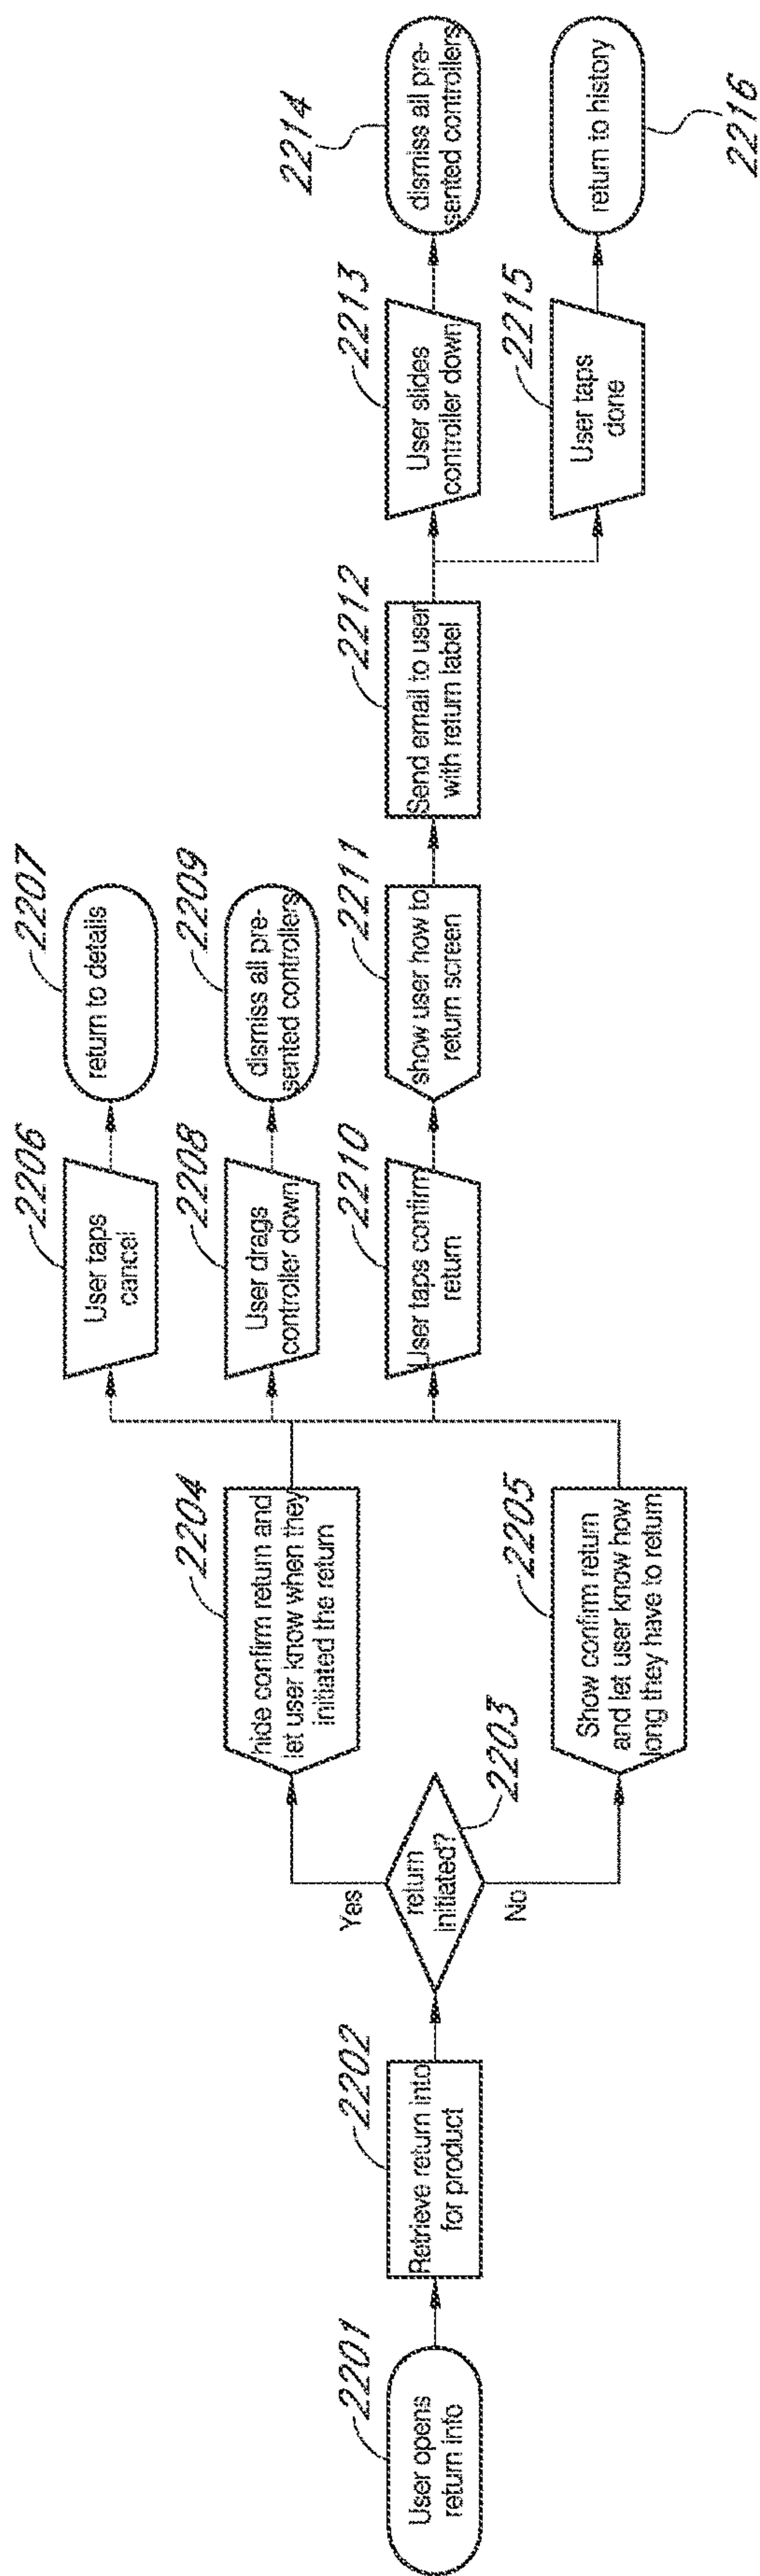 2201
User opens
return into
2202
Retrieve return into
for product
2203
return
initiated?
Yes
No
2204
hide confirm return and
let user know when they
initiated the return
2205
Show confirm return
and let user know how
long they have to return
2206
User taps
cancel
2207
return to details
2208
User drags
controller down
2209
dismiss all pre-
sented controllers
2210
User taps confirm
return
2211
show user how to
return screen
2212
Send email to user
with return label
2213
User slides
controller down
2214
dismiss all pre-
sented controllers
2215
User taps
done
2216
return to history